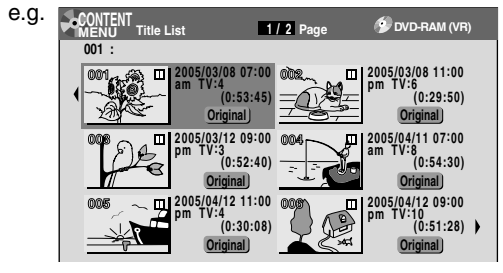 e.g.
CONTENT
MENU Title List 1 / 2 Page DVD-RAM (VR)
001 :
001 2005/03/08 07:00
am TV:4
(0:53:45)
Original
002 2005/03/08 11:00
pm TV:6
(0:29:50)
Original
003 2005/03/12 09:00
pm TV:3
(0:52:40)
Original
004 2005/04/11 07:00
am TV:8
(0:54:30)
Original
005 2005/04/12 11:00
pm TV:4
(0:30:08)
Original
006 2005/04/12 09:00
pm TV:10
(0:51:28)
Original